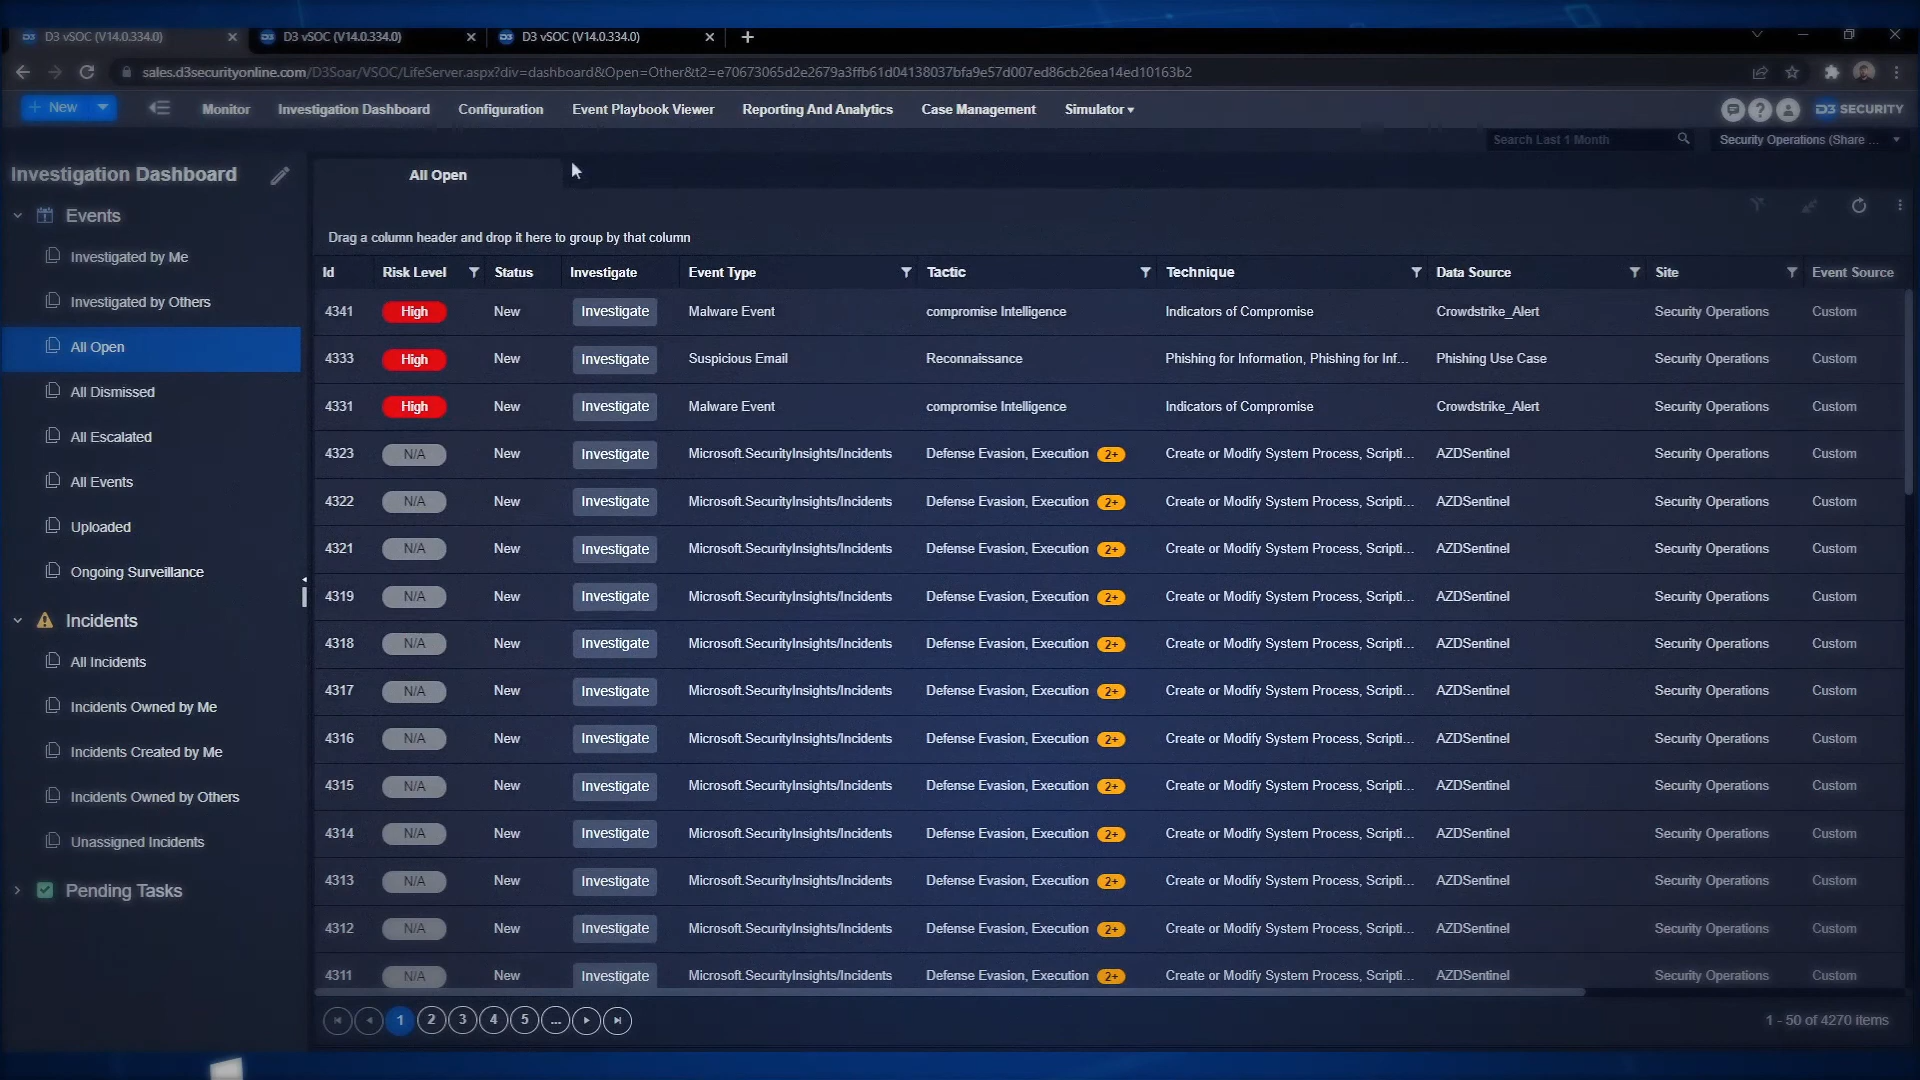 D3 vSOC (V14.0.334.0) D3 vSOC (V14.0.334.0) D3 vSOC (V14.0.334.0)
sales.d3securityonline.com/D3Soar/VSOC/LifeServer.aspx?div=dashboard&Open=Other&t2=e70673065d2e2679a3ffb61d04138037bfa9e57d007ed86cb26ea14ed10163b2
+ New Monitor Investigation Dashboard Configuration Event Playbook Viewer Reporting And Analytics Case Management Simulator D3 SECURITY
Search Last 1 Month Security Operations (Share ...
Investigation Dashboard
Events
Investigated by Me
Investigated by Others
All Open
All Dismissed
All Escalated
All Events
Uploaded
Ongoing Surveillance
Incidents
All Incidents
Incidents Owned by Me
Incidents Created by Me
Incidents Owned by Others
Unassigned Incidents
Pending Tasks
All Open
Drag a column header and drop it here to group by that column
Id Risk Level Status Investigate Event Type Tactic Technique Data Source Site Event Source
4341 High New Investigate Malware Event compromise Intelligence Indicators of Compromise Crowdstrike_Alert Security Operations Custom
4333 High New Investigate Suspicious Email Reconnaissance Phishing for Information, Phishing for Inf... Phishing Use Case Security Operations Custom
4331 High New Investigate Malware Event compromise Intelligence Indicators of Compromise Crowdstrike_Alert Security Operations Custom
4323 N/A New Investigate Microsoft.SecurityInsights/Incidents Defense Evasion, Execution 2+ Create or Modify System Process, Scripti... AZDSentinel Security Operations Custom
4322 N/A New Investigate Microsoft.SecurityInsights/Incidents Defense Evasion, Execution 2+ Create or Modify System Process, Scripti... AZDSentinel Security Operations Custom
4321 N/A New Investigate Microsoft.SecurityInsights/Incidents Defense Evasion, Execution 2+ Create or Modify System Process, Scripti... AZDSentinel Security Operations Custom
4319 N/A New Investigate Microsoft.SecurityInsights/Incidents Defense Evasion, Execution 2+ Create or Modify System Process, Scripti... AZDSentinel Security Operations Custom
4318 N/A New Investigate Microsoft.SecurityInsights/Incidents Defense Evasion, Execution 2+ Create or Modify System Process, Scripti... AZDSentinel Security Operations Custom
4317 N/A New Investigate Microsoft.SecurityInsights/Incidents Defense Evasion, Execution 2+ Create or Modify System Process, Scripti... AZDSentinel Security Operations Custom
4316 N/A New Investigate Microsoft.SecurityInsights/Incidents Defense Evasion, Execution 2+ Create or Modify System Process, Scripti... AZDSentinel Security Operations Custom
4315 N/A New Investigate Microsoft.SecurityInsights/Incidents Defense Evasion, Execution 2+ Create or Modify System Process, Scripti... AZDSentinel Security Operations Custom
4314 N/A New Investigate Microsoft.SecurityInsights/Incidents Defense Evasion, Execution 2+ Create or Modify System Process, Scripti... AZDSentinel Security Operations Custom
4313 N/A New Investigate Microsoft.SecurityInsights/Incidents Defense Evasion, Execution 2+ Create or Modify System Process, Scripti... AZDSentinel Security Operations Custom
4312 N/A New Investigate Microsoft.SecurityInsights/Incidents Defense Evasion, Execution 2+ Create or Modify System Process, Scripti... AZDSentinel Security Operations Custom
4311 N/A New Investigate Microsoft.SecurityInsights/Incidents Defense Evasion, Execution 2+ Create or Modify System Process, Scripti... AZDSentinel Security Operations Custom
1 2 3 4 5 ... 1 - 50 of 4270 items